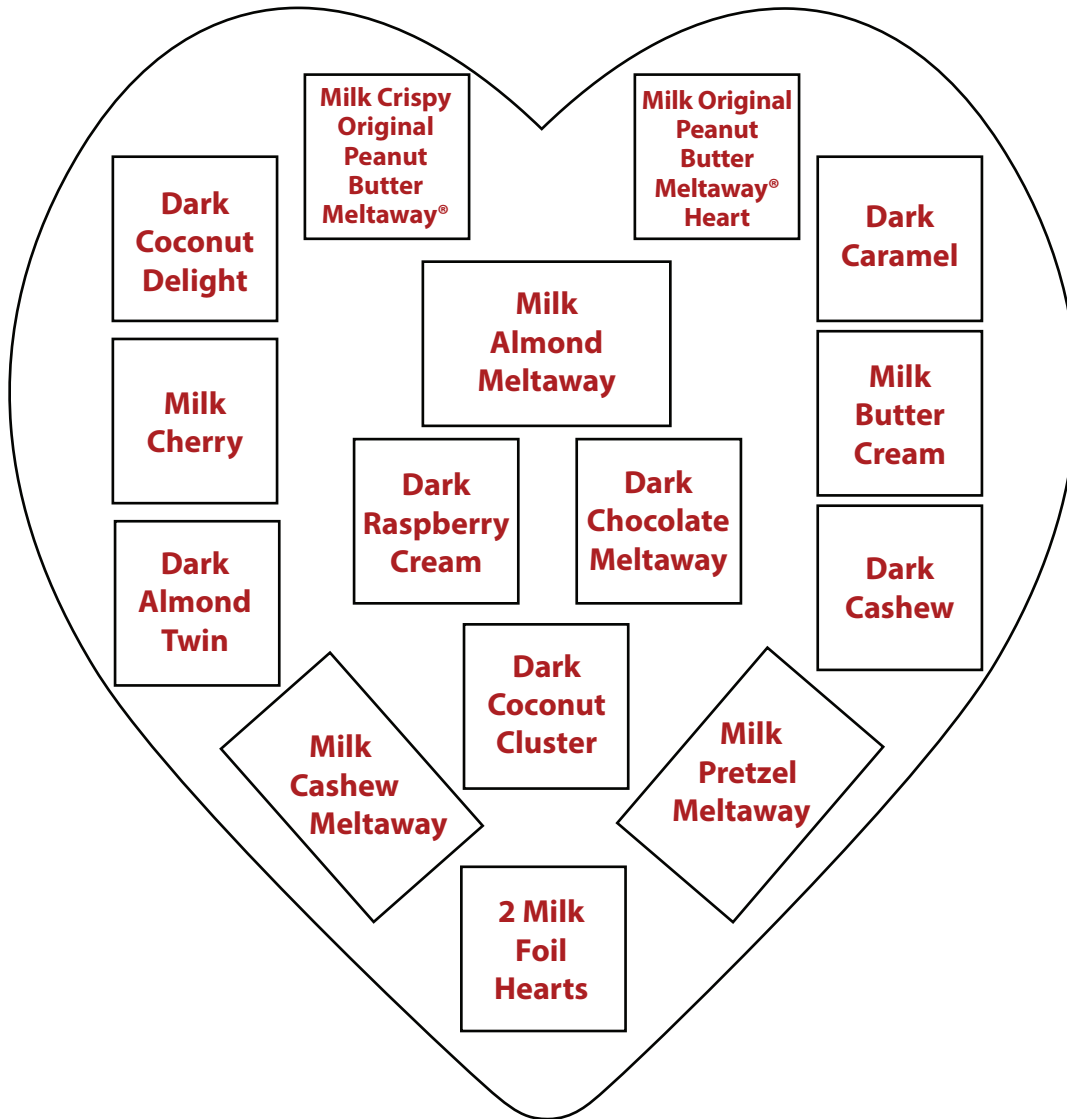 Milk Crispy
Original
Peanut
Butter
Meltaway®
Milk Original
Peanut
Butter
Meltaway®
Heart
Dark
Coconut
Delight
Dark
Caramel
Milk
Almond
Meltaway
Milk
Cherry
Milk
Butter
Cream
Dark
Raspberry
Cream
Dark
Chocolate
Meltaway
Dark
Almond
Twin
Dark
Cashew
Dark
Coconut
Cluster
Milk
Cashew
Meltaway
Milk
Pretzel
Meltaway
2 Milk
Foil
Hearts